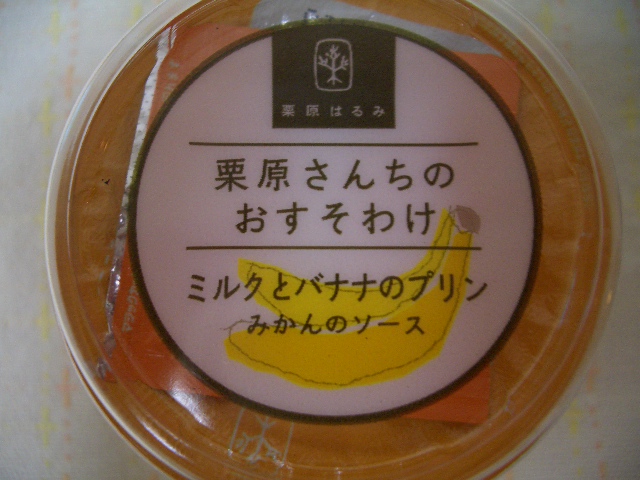 栗原はるみ
栗原さんちの
おすそわけ
ミルクとバナナのプリン
みかんのソース